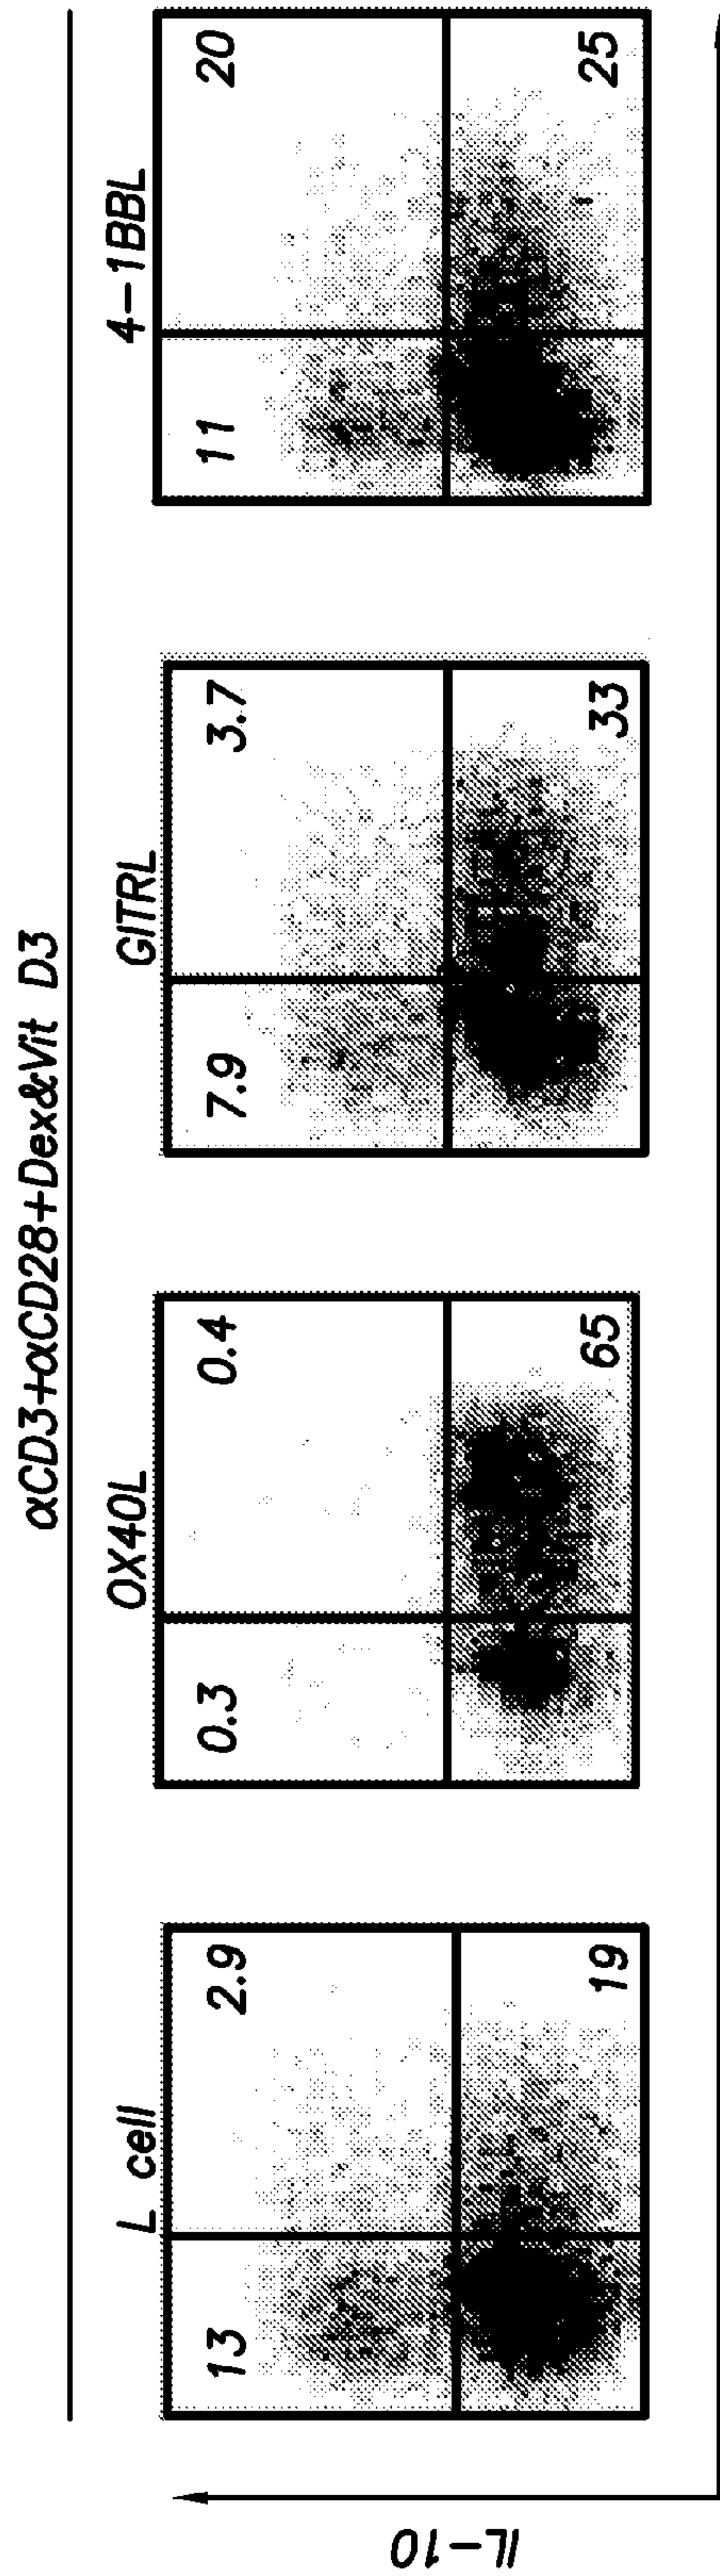 αCD3+αCD28+Dex&Vit D3
L cell
OX40L
GITRL
4-1BBL
13
2.9
0.3
0.4
7.9
3.7
11
20
19
65
33
25
IL-10